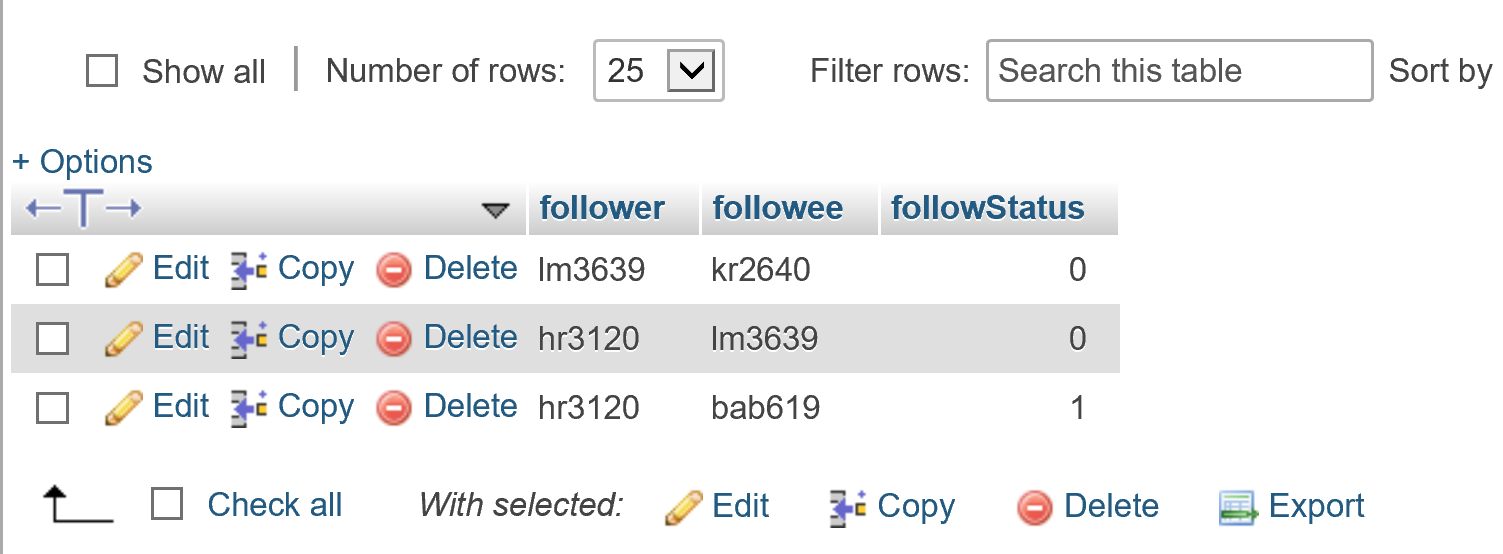 Show all Number of rows: 25 Filter rows: Search this table Sort by
+ Options
follower followee followStatus
Edit Copy Delete lm3639 kr2640 0
Edit Copy Delete hr3120 lm3639 0
Edit Copy Delete hr3120 bab619 1
Check all With selected: Edit Copy Delete Export